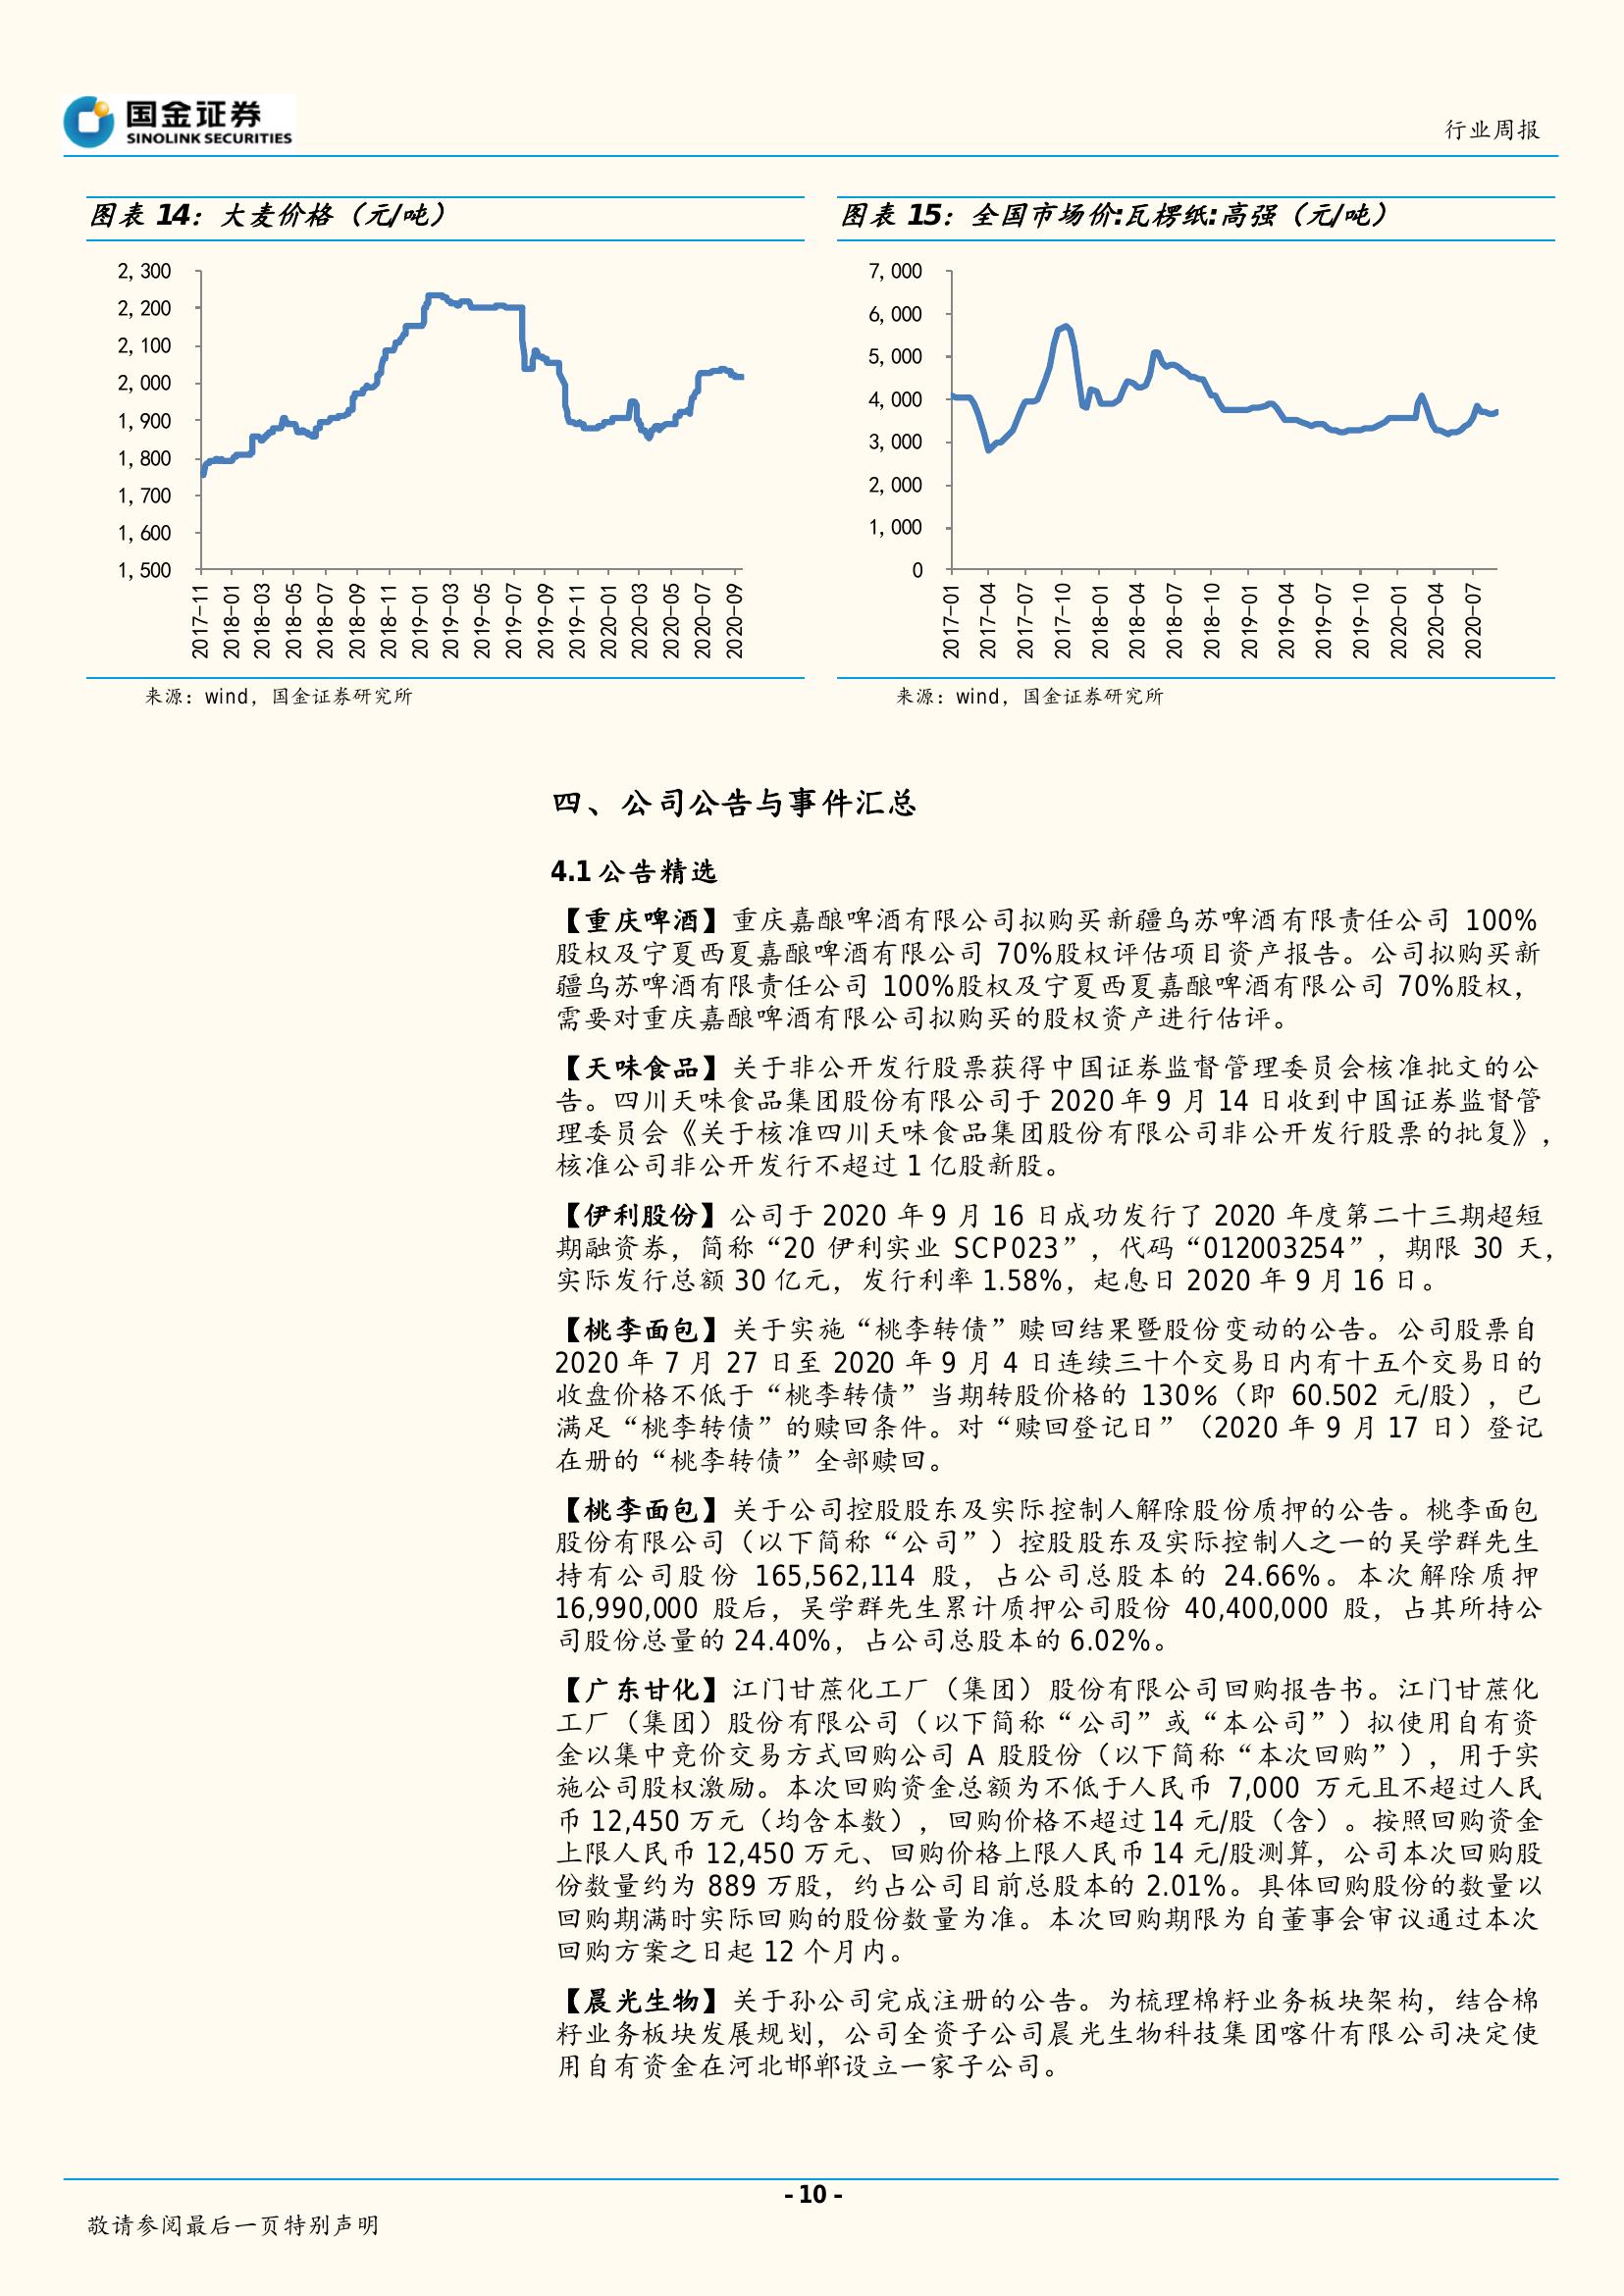 国金证券
SINOLINK SECURITIES
行业周报
图表 14：大麦价格（元/吨）
2,300
2,200
2,100
2,000
1,900
1,800
1,700
1,600
1,500
2017-11
2018-01
2018-03
2018-05
2018-07
2018-09
2018-11
2019-01
2019-03
2019-05
2019-07
2019-09
2019-11
2020-01
2020-03
2020-05
2020-07
2020-09
来源：wind，国金证券研究所
图表 15：全国市场价:瓦楞纸:高强（元/吨）
7,000
6,000
5,000
4,000
3,000
2,000
1,000
0
2017-01
2017-04
2017-07
2017-10
2018-01
2018-04
2018-07
2018-10
2019-01
2019-04
2019-07
2019-10
2020-01
2020-04
2020-07
来源：wind，国金证券研究所
四、公司公告与事件汇总
4.1 公告精选
【重庆啤酒】重庆嘉酿啤酒有限公司拟购买新疆乌苏啤酒有限责任公司 100%
股权及宁夏西夏嘉酿啤酒有限公司 70%股权评估项目资产报告。公司拟购买新
疆乌苏啤酒有限责任公司 100%股权及宁夏西夏嘉酿啤酒有限公司 70%股权，
需要对重庆嘉酿啤酒有限公司拟购买的股权资产进行估评。
【天味食品】关于非公开发行股票获得中国证券监督管理委员会核准批文的公
告。四川天味食品集团股份有限公司于 2020 年 9 月 14 日收到中国证券监督管
理委员会《关于核准四川天味食品集团股份有限公司非公开发行股票的批复》，
核准公司非公开发行不超过 1 亿股新股。
【伊利股份】公司于 2020 年 9 月 16 日成功发行了 2020 年度第二十三期超短
期融资券，简称“20 伊利实业 SCP023”，代码“012003254”，期限 30 天，
实际发行总额 30 亿元，发行利率 1.58%，起息日 2020 年 9 月 16 日。
【桃李面包】关于实施“桃李转债”赎回结果暨股份变动的公告。公司股票自
2020 年 7 月 27 日至 2020 年 9 月 4 日连续三十个交易日内有十五个交易日的
收盘价格不低于“桃李转债”当期转股价格的 130%（即 60.502 元/股），已
满足“桃李转债”的赎回条件。对“赎回登记日”（2020 年 9 月 17 日）登记
在册的“桃李转债”全部赎回。
【桃李面包】关于公司控股股东及实际控制人解除股份质押的公告。桃李面包
股份有限公司（以下简称“公司”）控股股东及实际控制人之一的吴学群先生
持有公司股份 165,562,114 股，占公司总股本的 24.66%。本次解除质押
16,990,000 股后，吴学群先生累计质押公司股份 40,400,000 股，占其所持公
司股份总量的 24.40%，占公司总股本的 6.02%。
【广东甘化】江门甘蔗化工厂（集团）股份有限公司回购报告书。江门甘蔗化
工厂（集团）股份有限公司（以下简称“公司”或“本公司”）拟使用自有资
金以集中竞价交易方式回购公司 A 股股份（以下简称“本次回购”），用于实
施公司股权激励。本次回购资金总额为不低于人民币 7,000 万元且不超过人民
币 12,450 万元（均含本数），回购价格不超过 14 元/股（含）。按照回购资金
上限人民币 12,450 万元、回购价格上限人民币 14 元/股测算，公司本次回购股
份数量约为 889 万股，约占公司目前总股本的 2.01%。具体回购股份的数量以
回购期满时实际回购的股份数量为准。本次回购期限为自董事会审议通过本次
回购方案之日起 12 个月内。
【晨光生物】关于孙公司完成注册的公告。为梳理棉籽业务板块架构，结合棉
籽业务板块发展规划，公司全资子公司晨光生物科技集团喀什有限公司决定使
用自有资金在河北邯郸设立一家子公司。
- 10 -
敬请参阅最后一页特别声明